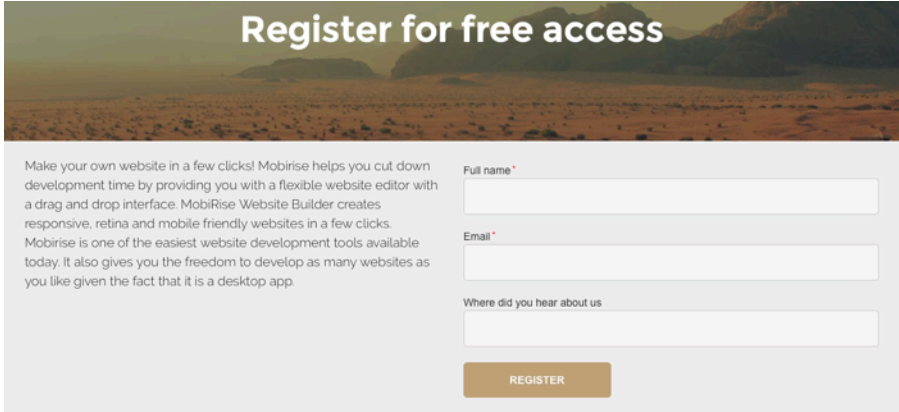 Register for free access
Make your own website in a few clicks! Mobirise helps you cut down
development time by providing you with a flexible website editor with
a drag and drop interface. MobiRise Website Builder creates
responsive, retina and mobile friendly websites in a few clicks.
Mobirise is one of the easiest website development tools available
today. It also gives you the freedom to develop as many websites as
you like given the fact that it is a desktop app.
Full name *
Email *
Where did you hear about us
REGISTER